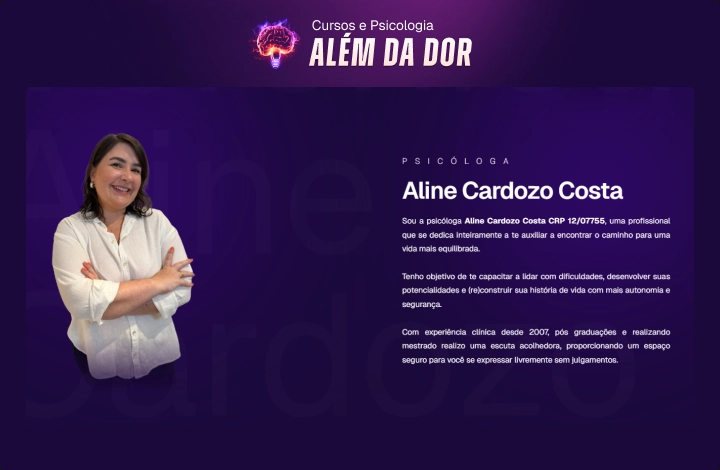 Cursos e Psicologia
ALÉM DA DOR
Aline
Cardozo
PSICÓLOGA
Aline Cardozo Costa
Sou a psicóloga Aline Cardozo Costa CRP 12/07755, uma profissional
que se dedica inteiramente a te auxiliar a encontrar o caminho para uma
vida mais equilibrada.
Tenho objetivo de te capacitar a lidar com dificuldades, desenvolver suas
potencialidades e (re)construir sua história de vida com mais autonomia e
segurança.
Com experiência clínica desde 2007, pós graduações e realizando
mestrado realizo uma escuta acolhedora, proporcionando um espaço
seguro para você se expressar livremente sem julgamentos.